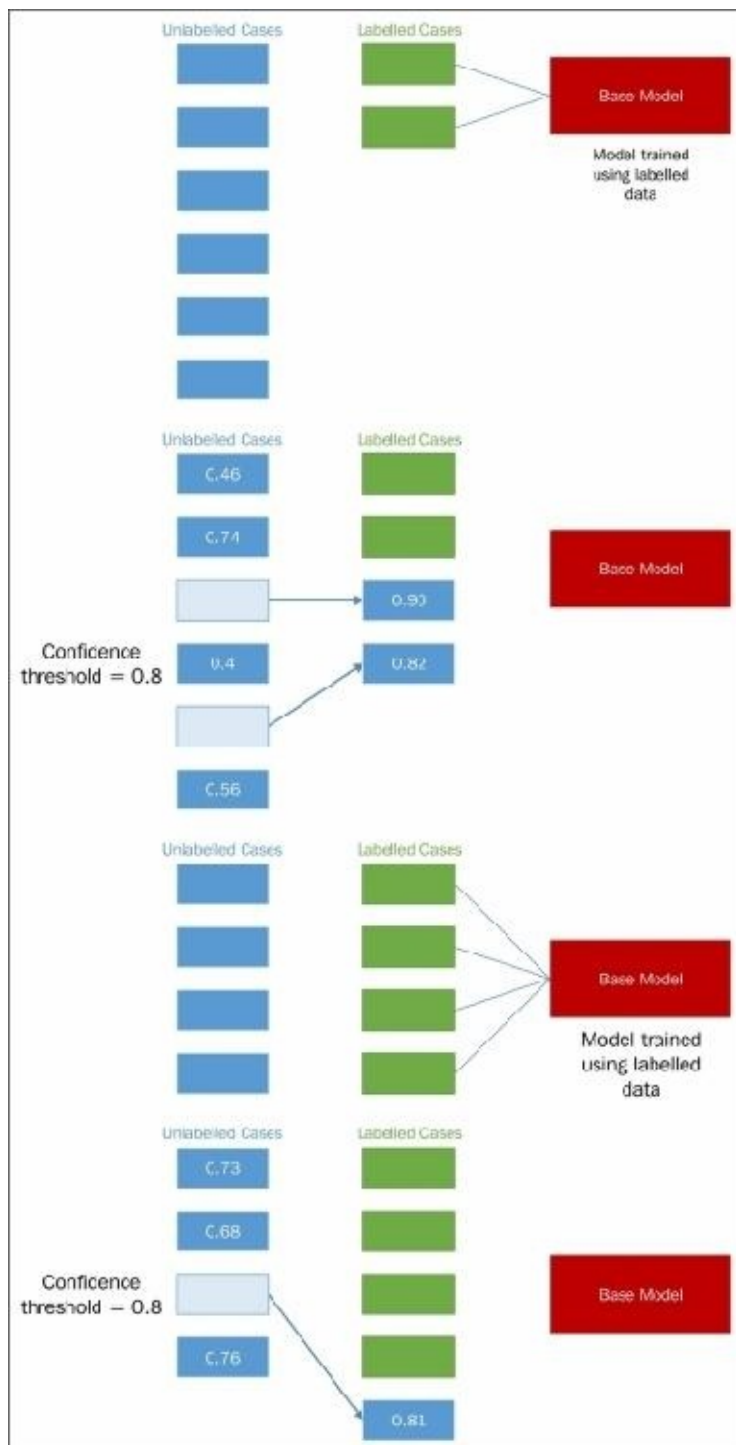 Unlabelled Cases
Labelled Cases
Base Model
Model trained
using labelled
data
Unlabelled Cases
Labelled Cases
0.46
0.74
0.90
Base Model
Confidence
threshold = 0.8
0.4
0.82
0.56
Unlabelled Cases
Labelled Cases
Base Model
Model trained
using labelled
data
Unlabelled Cases
Labelled Cases
0.73
0.68
Confidence
threshold = 0.8
Base Model
0.76
0.81